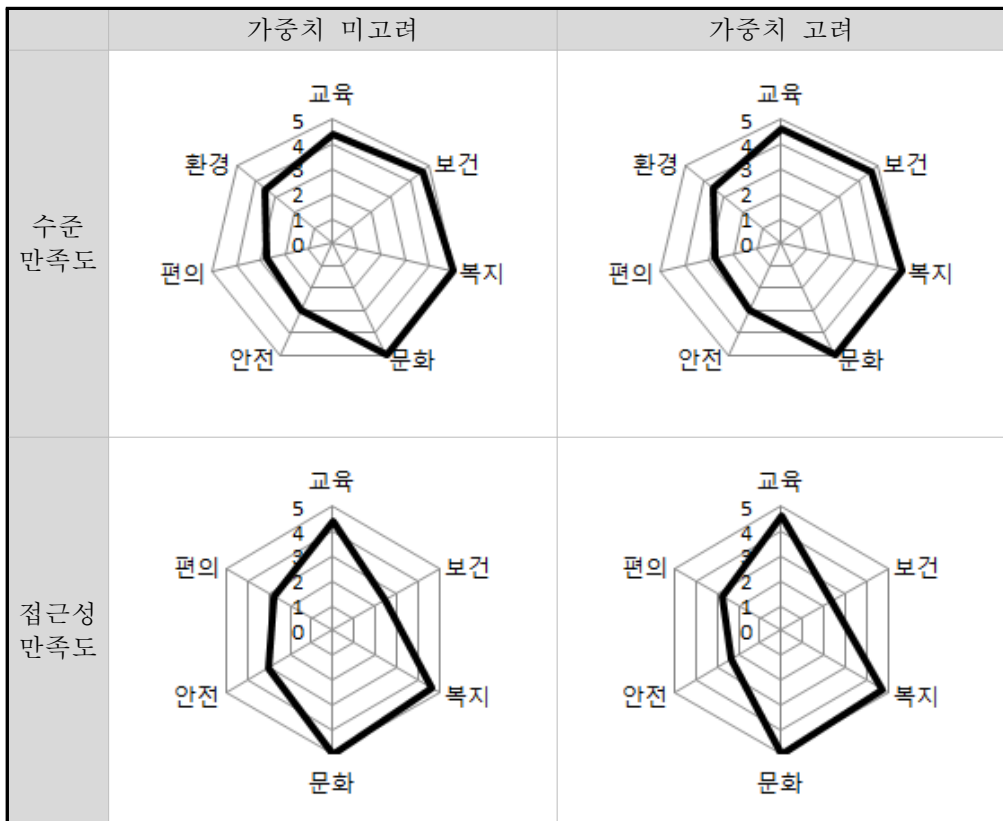 가중치 미고려
가중치 고려
수준
만족도
교육
보건
복지
문화
안전
편의
환경
5
4
3
2
1
0
교육
보건
복지
문화
안전
편의
환경
5
4
3
2
1
0
접근성
만족도
교육
보건
복지
문화
안전
편의
5
4
3
2
1
0
교육
보건
복지
문화
안전
편의
5
4
3
2
1
0